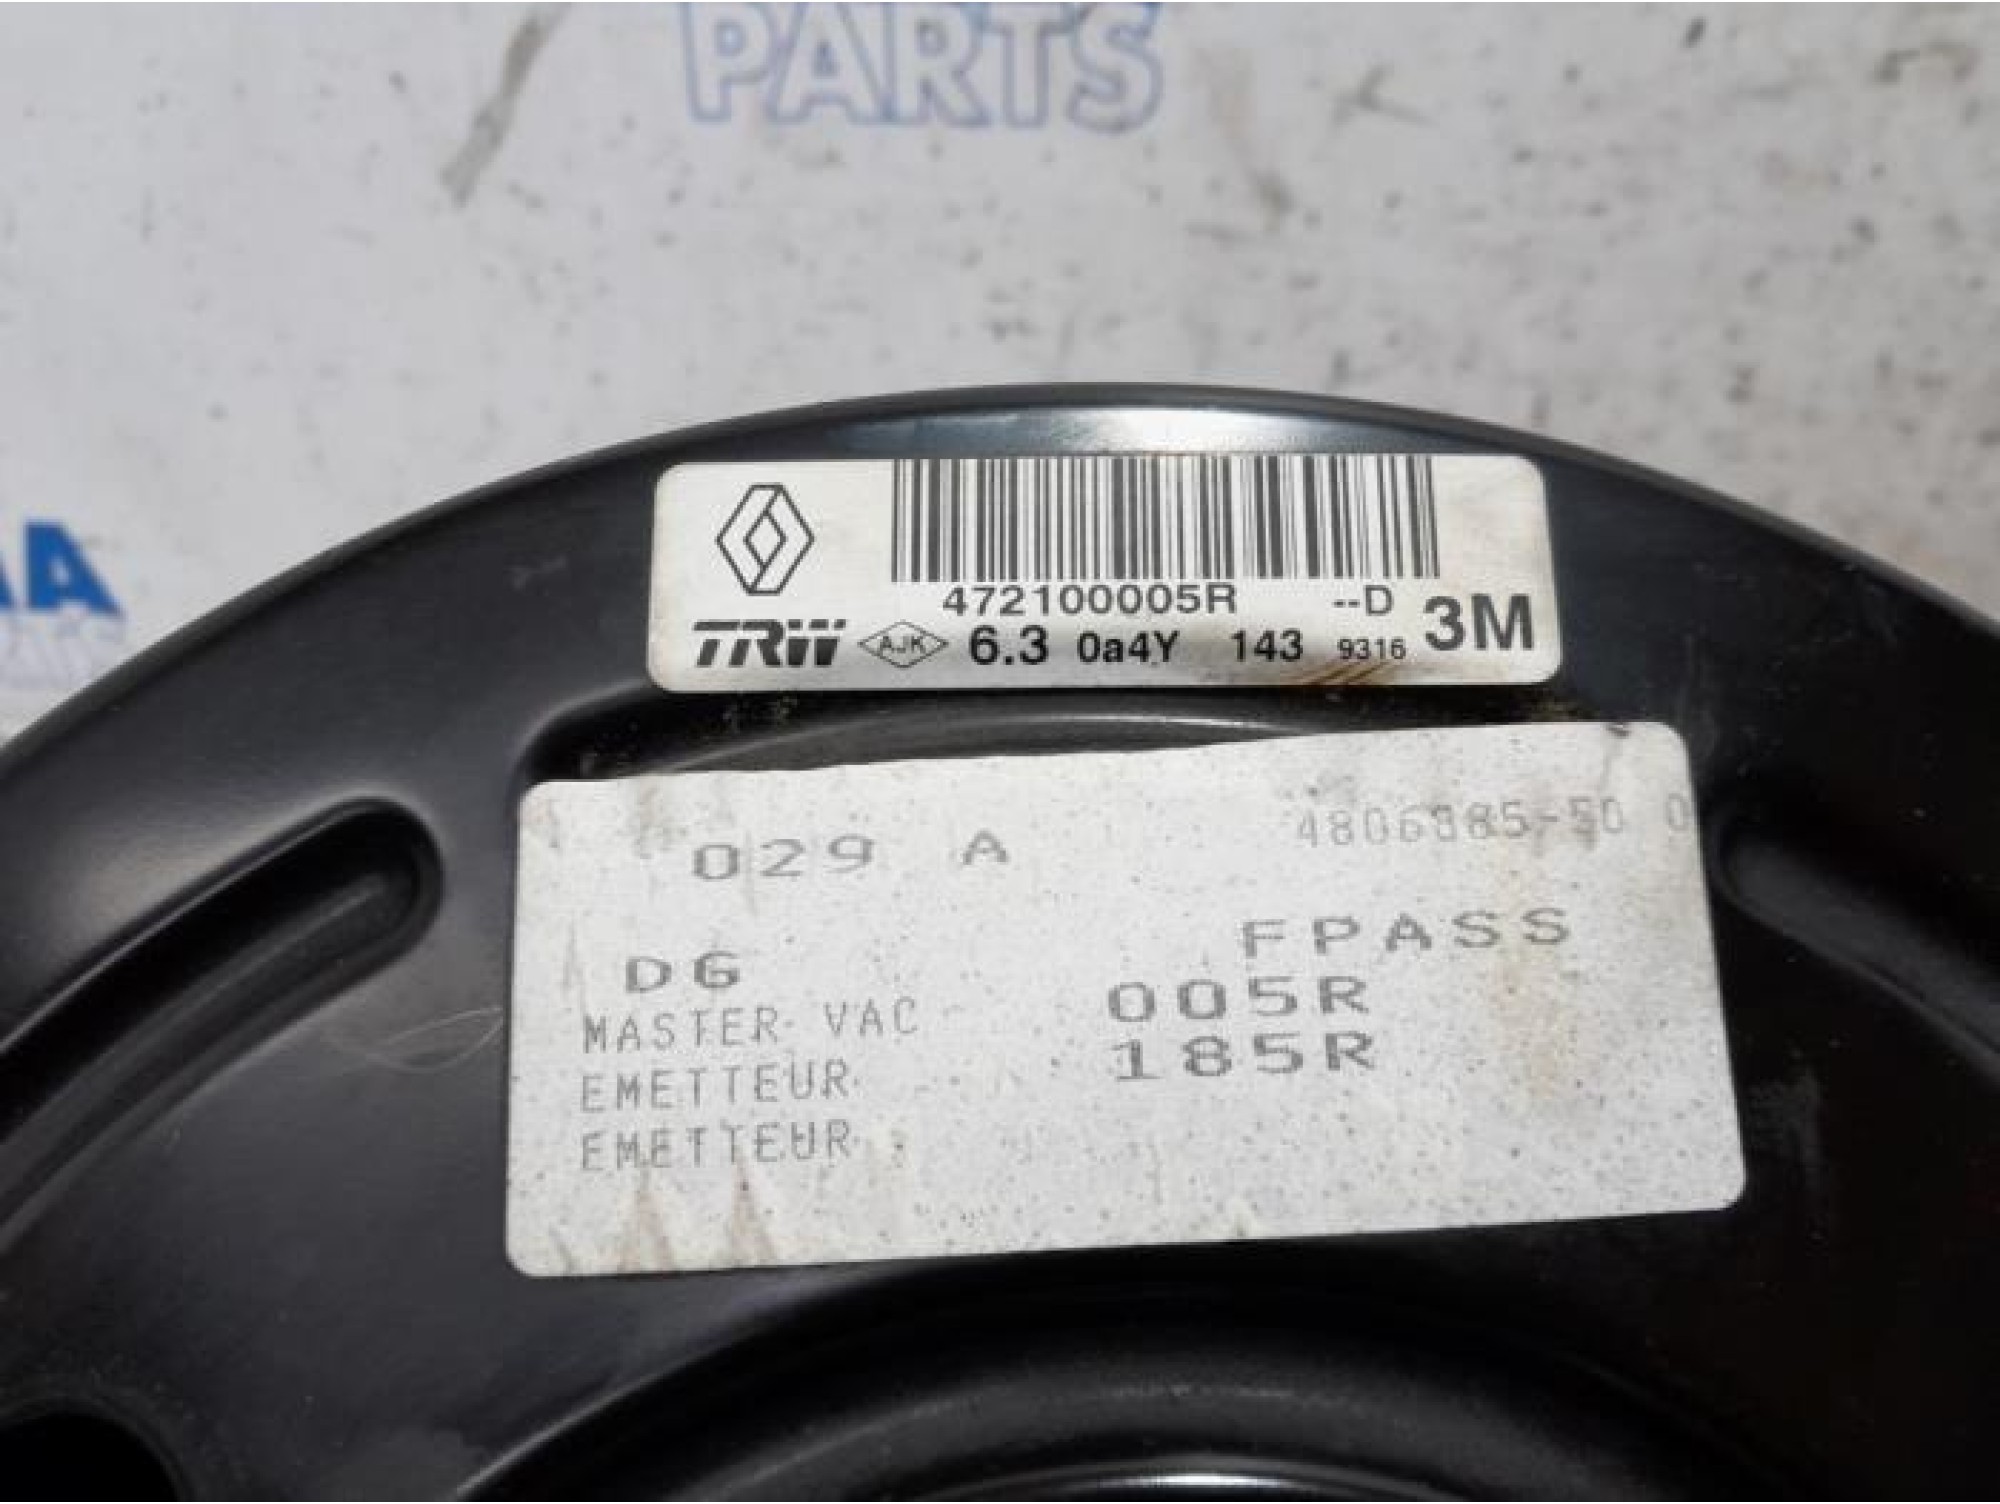 PARTS
472100005R --D
TRW AJK 6.3 0a4Y 143 9316 3M
029 A
DG FPASS
MASTER VAC 005R
EMETTEUR 185R
EMETTEUR